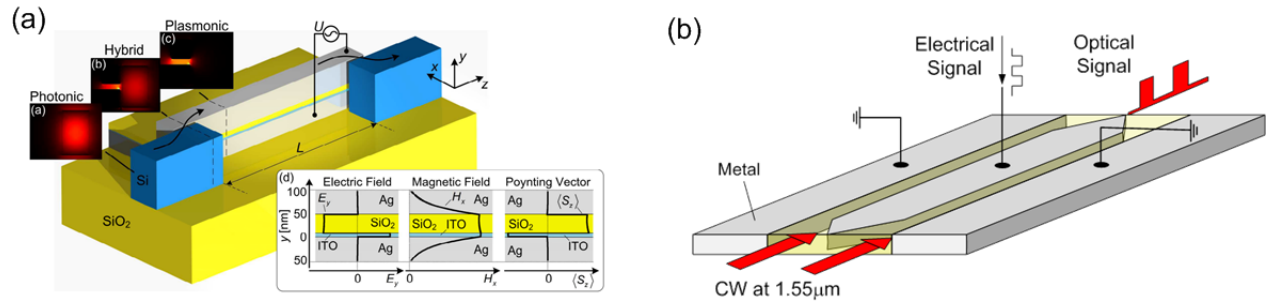 (a)
Plasmonic
(c)
Hybrid
(b)
Photonic
(a)
U
y
x
z
Si
L
SiO₂
(d)
Electric Field
Magnetic Field
Poynting Vector
y [nm]
100
50
0
50
E_y
Ag
SiO₂
ITO
Ag
0
E_y
H_x
Ag
SiO₂
ITO
Ag
0
H_x
Ag
⟨S_z⟩
SiO₂
Ag
ITO
0
⟨S_z⟩
(b)
Electrical
Signal
Optical
Signal
Metal
CW at 1.55μm